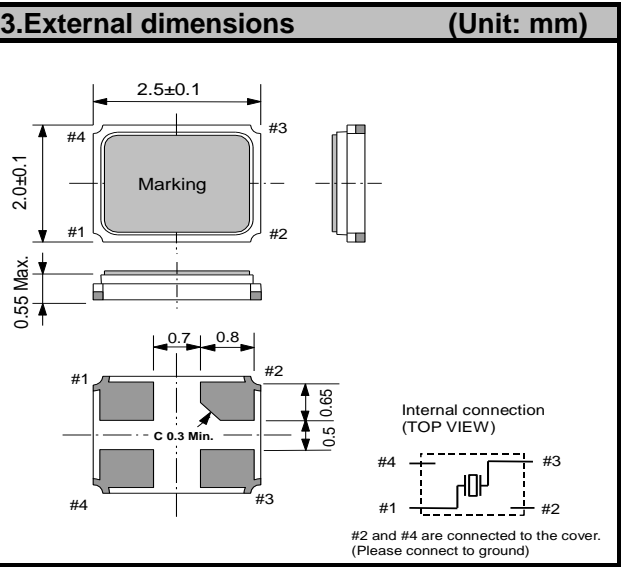 3.External dimensions (Unit: mm)
2.5±0.1
#4 #3
2.0±0.1
Marking
#1 #2
0.55 Max.
0.7 0.8
#1 #2
0.65
C 0.3 Min.
0.5
#4 #3
Internal connection
(TOP VIEW)
#4 #3
#1 #2
#2 and #4 are connected to the cover.
(Please connect to ground)